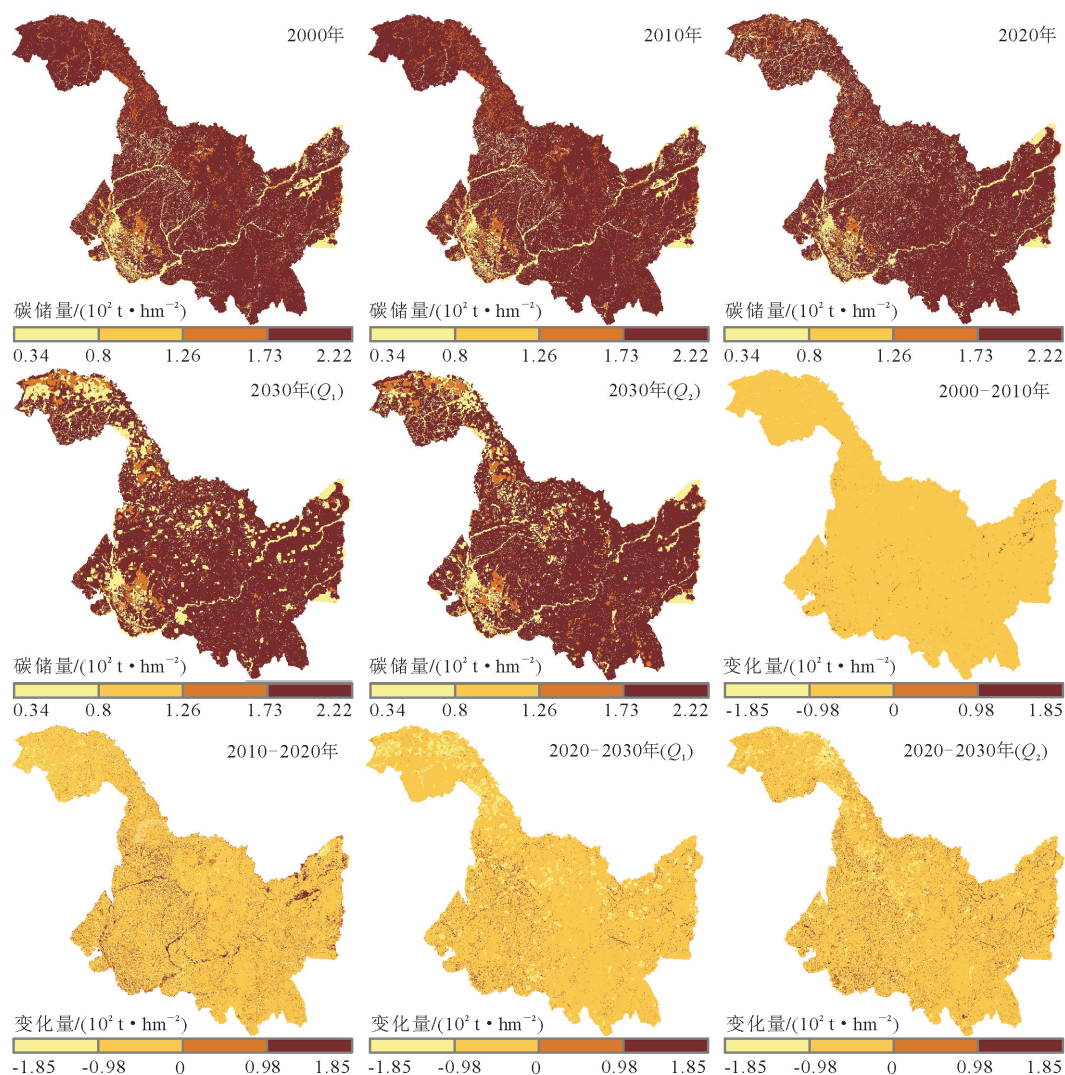 2000年
2010年
2020年
碳储量/(10² t·hm⁻²)
碳储量/(10² t·hm⁻²)
碳储量/(10² t·hm⁻²)
0.34 0.8 1.26 1.73 2.22
0.34 0.8 1.26 1.73 2.22
0.34 0.8 1.26 1.73 2.22
2030年(Q₁)
2030年(Q₂)
2000-2010年
碳储量/(10² t·hm⁻²)
碳储量/(10² t·hm⁻²)
变化量/(10² t·hm⁻²)
0.34 0.8 1.26 1.73 2.22
0.34 0.8 1.26 1.73 2.22
-1.85 -0.98 0 0.98 1.85
2010-2020年
2020-2030年(Q₁)
2020-2030年(Q₂)
变化量/(10² t·hm⁻²)
变化量/(10² t·hm⁻²)
变化量/(10² t·hm⁻²)
-1.85 -0.98 0 0.98 1.85
-1.85 -0.98 0 0.98 1.85
-1.85 -0.98 0 0.98 1.85